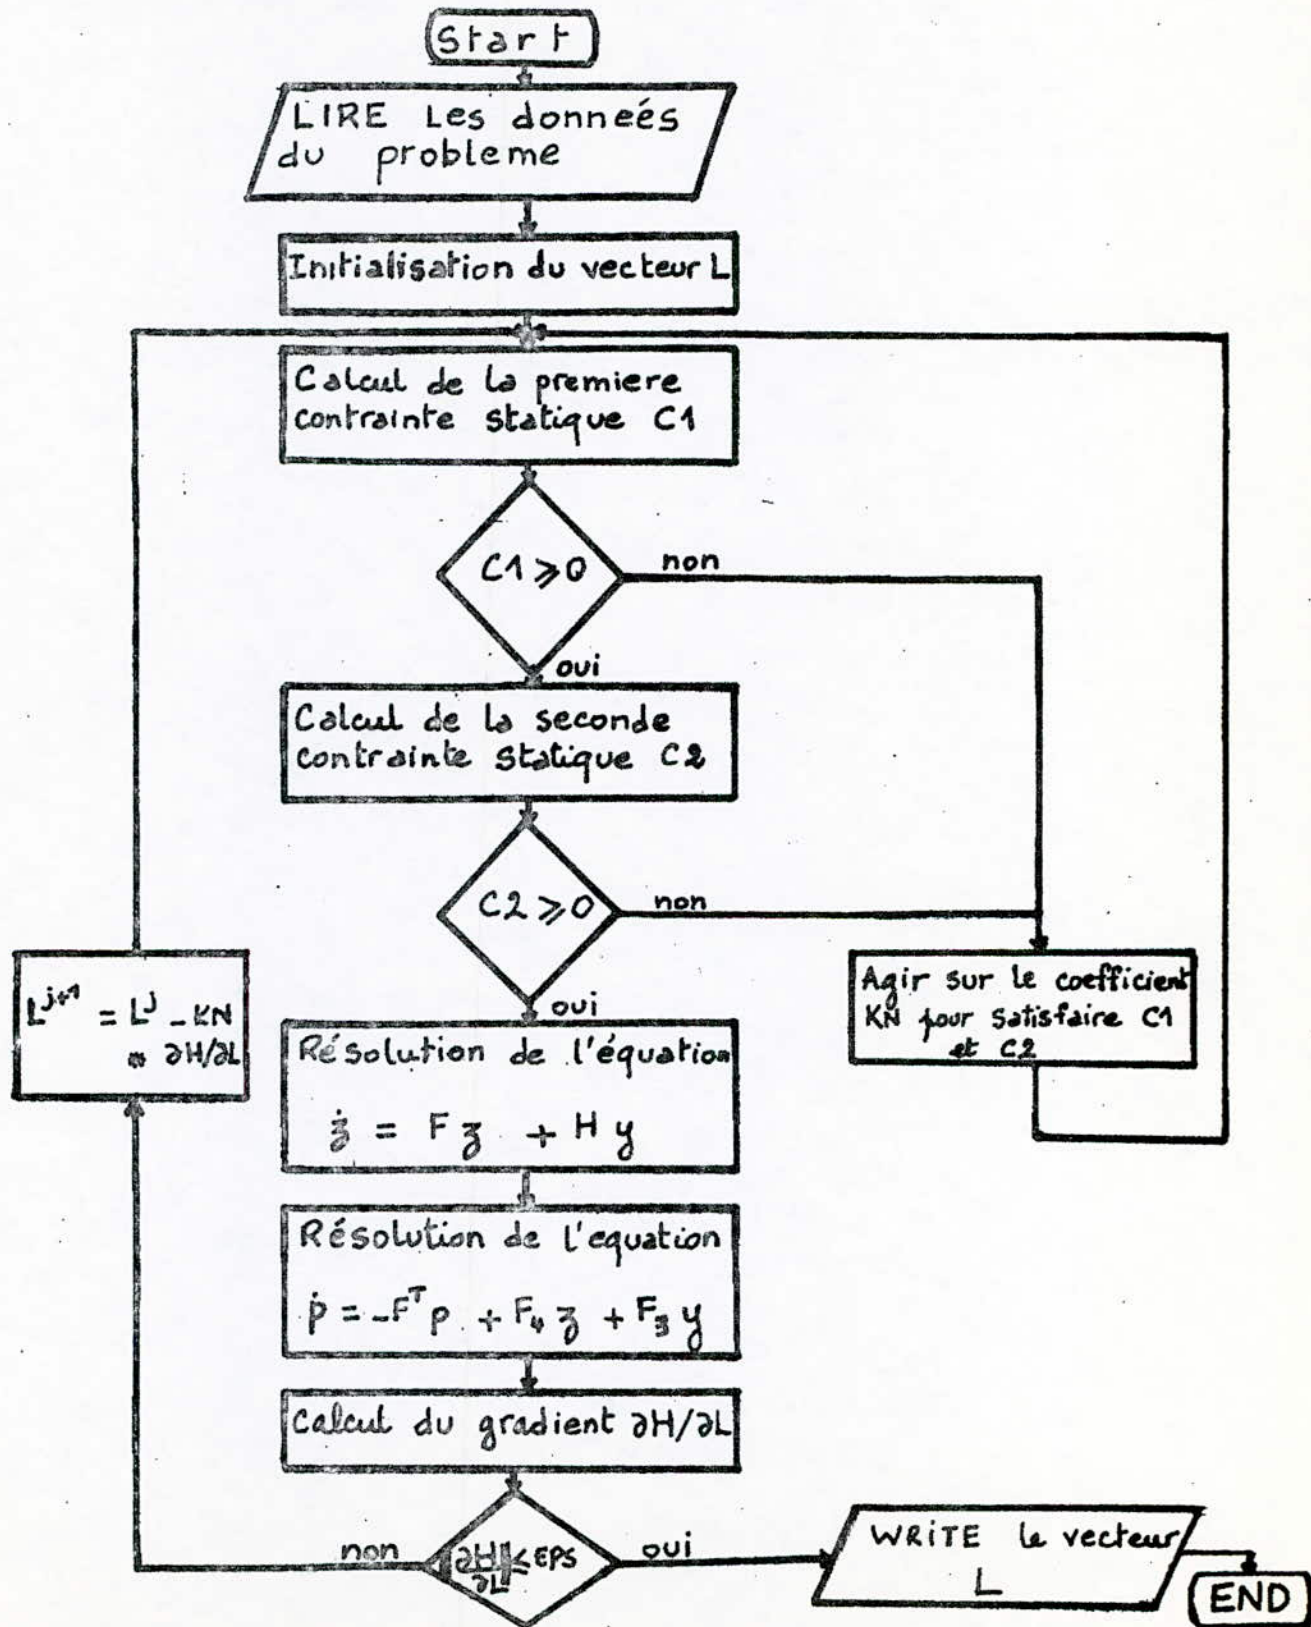 Start
LIRE Les donneés
du probleme
Initialisation du vecteur L
Calcul de la premiere
contrainte statique C1
C1 ⩾ 0
non
oui
Calcul de la seconde
contrainte statique C2
C2 ⩾ 0
non
oui
L^{j+1} = L^j - KN
* ∂H/∂L
Agir sur le coefficient
KN pour satisfaire C1
et C2
Résolution de l'équation
ż = Fz + Hy
Résolution de l'equation
ṗ = -F^T p + F₄ z + F₃ y
Calcul du gradient ∂H/∂L
non
‖∂H/∂L‖ ≤ EPS
oui
WRITE le vecteur
L
END